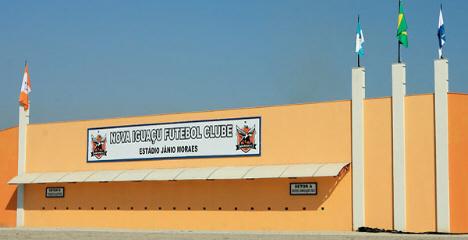 NOVA IGUAÇU FUTEBOL CLUBE
ESTÁDIO JÂNIO MORAES
SETOR A